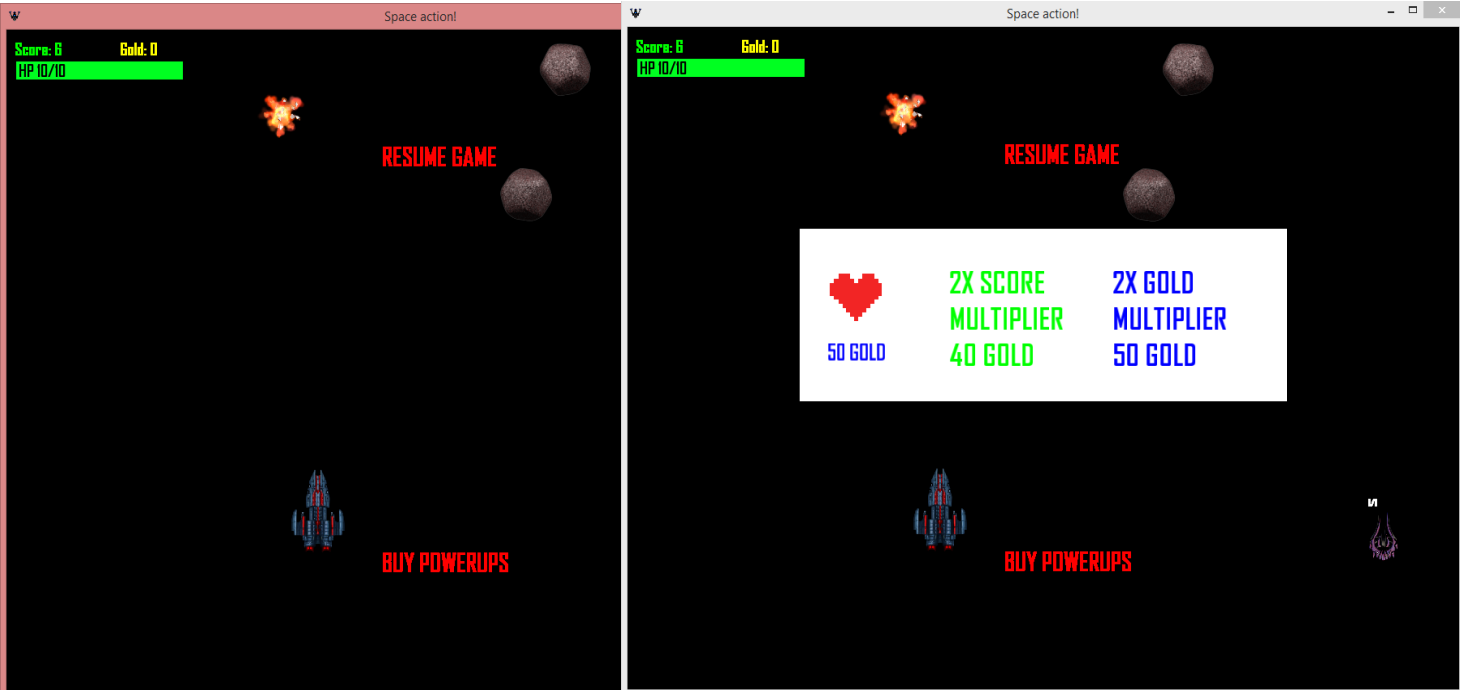 Space action!
Score: 6 Gold: 0
HP 10/10
RESUME GAME
BUY POWERUPS
Space action!
Score: 6 Gold: 0
HP 10/10
RESUME GAME
50 GOLD
2X SCORE
MULTIPLIER
40 GOLD
2X GOLD
MULTIPLIER
50 GOLD
BUY POWERUPS